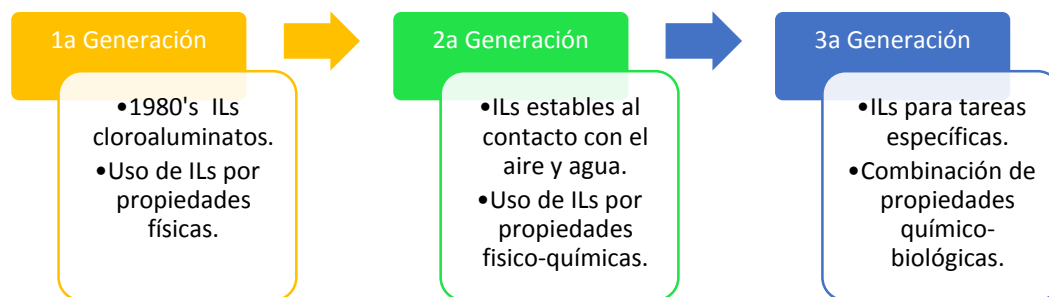 1a Generación
•1980's ILs
cloroaluminatos.
•Uso de ILs por
propiedades
físicas.
2a Generación
•ILs estables al
contacto con el
aire y agua.
•Uso de ILs por
propiedades
fisico-químicas.
3a Generación
•ILs para tareas
específicas.
•Combinación de
propiedades
químico-
biológicas.